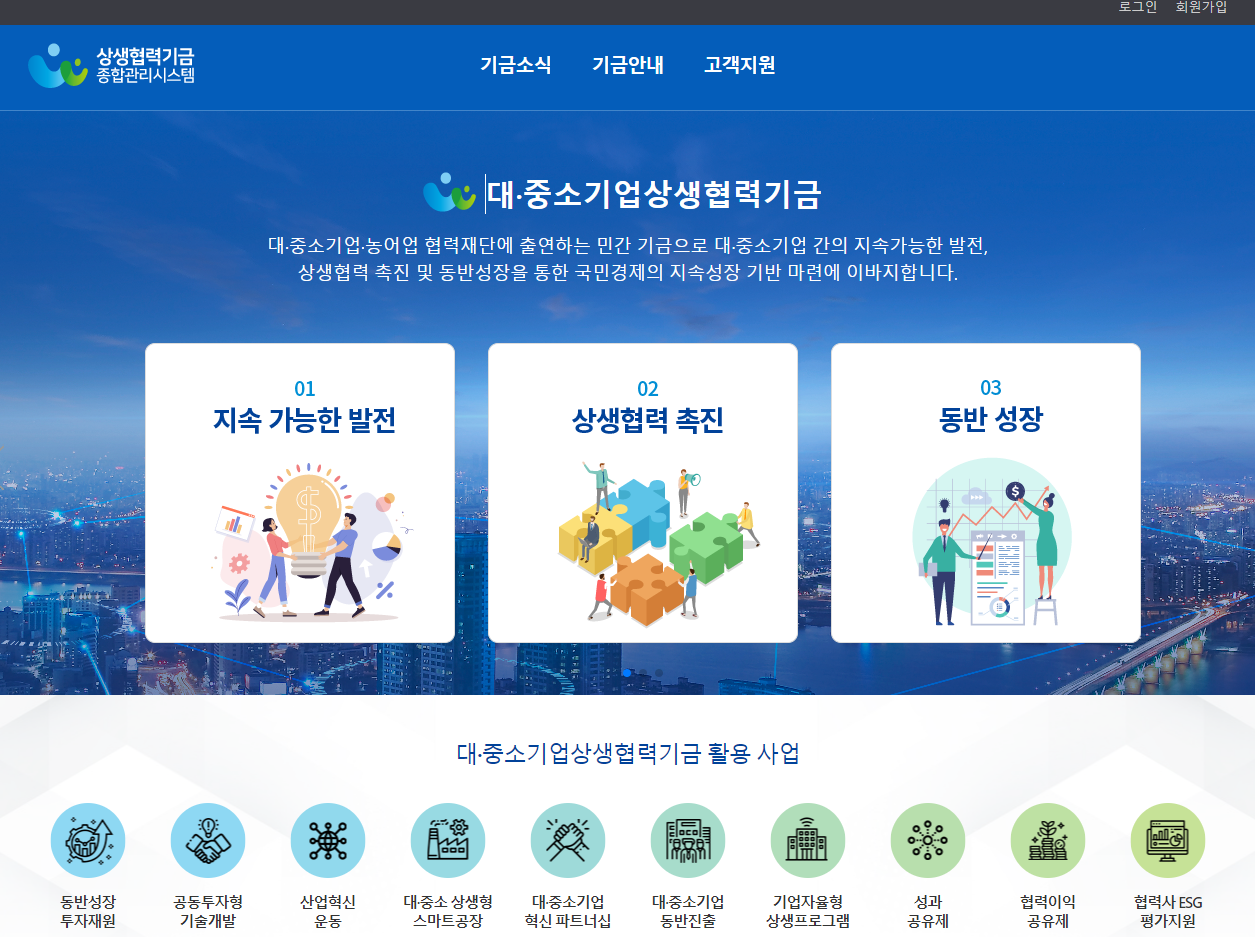 로그인 회원가입
상생협력기금
종합관리시스템
기금소식 기금안내 고객지원
대·중소기업상생협력기금
대·중소기업·농어업 협력재단에 출연하는 민간 기금으로 대·중소기업 간의 지속가능한 발전,
상생협력 촉진 및 동반성장을 통한 국민경제의 지속성장 기반 마련에 이바지합니다.
01
지속 가능한 발전
02
상생협력 촉진
03
동반 성장
대·중소기업상생협력기금 활용 사업
동반성장
투자재원
공동투자형
기술개발
산업혁신
운동
대·중소 상생형
스마트공장
대·중소기업
혁신 파트너십
대·중소기업
동반진출
기업자율형
상생프로그램
성과
공유제
협력이익
공유제
협력사 ESG
평가지원